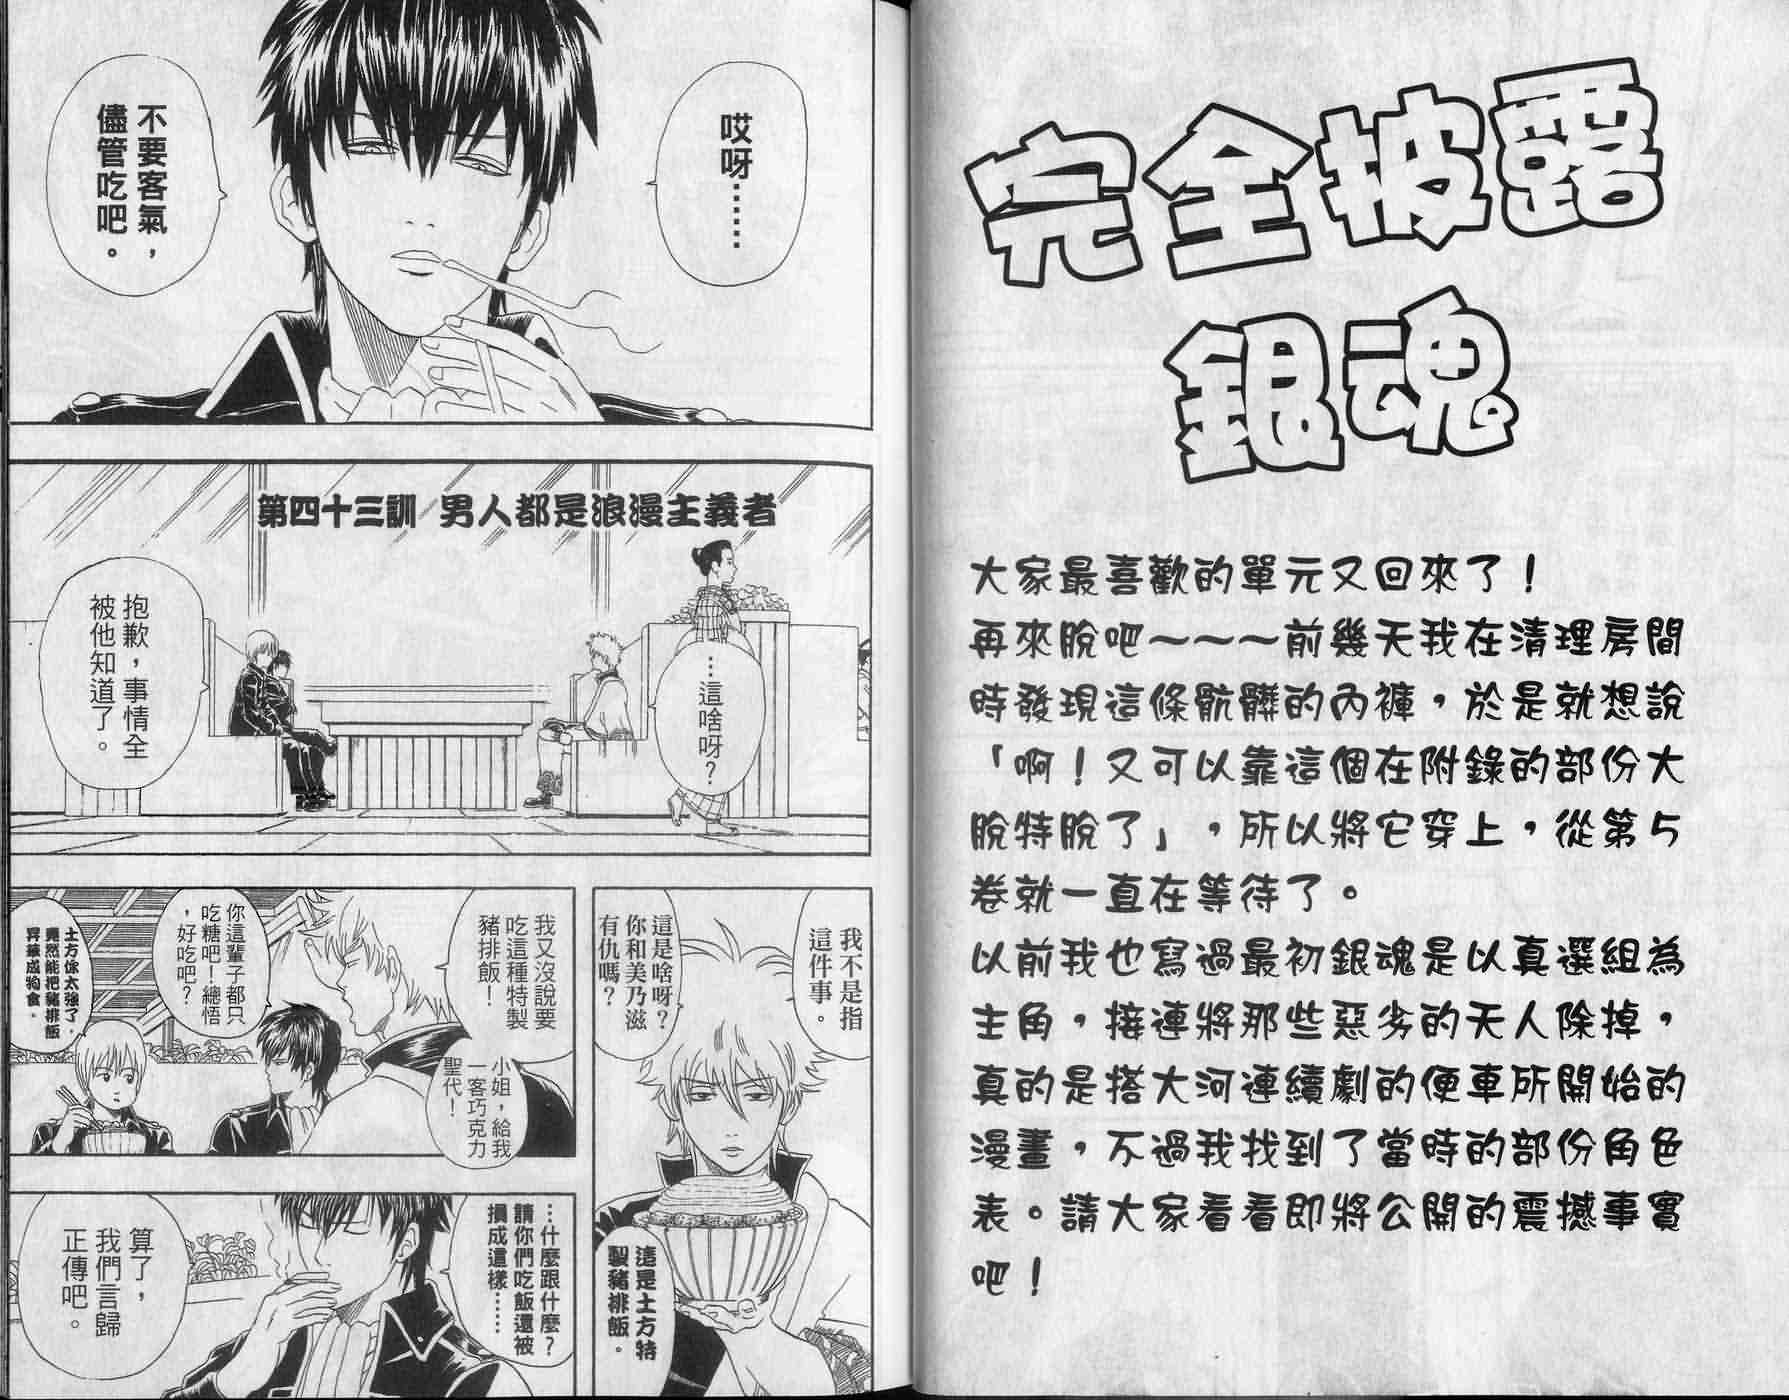 完全披露
銀魂
大家最喜歡的單元又回來了！
再來脫吧～～～前幾天我在清理房間
時發現這條骯髒的內褲，於是就想說
「啊！又可以靠這個在附錄的部份大
脫特脫了」，所以將它穿上，從第5
卷就一直在等待了。
以前我也寫過最初銀魂是以真選組為
主角，接連將那些惡劣的天人除掉，
真的是搭大河連續劇的便車所開始的
漫畫，不過我找到了當時的部份角色
表。請大家看看即將公開的震撼事實
吧！
哎呀⋯⋯
不要客氣，
儘管吃吧。
第四十三訓 男人都是浪漫主義者
⋯這啥呀？
抱歉，事情全
被他知道了。
我不是指
這件事。
這是啥呀？
你和美乃滋
有仇嗎？
這是土方特
製豬排飯。
我又沒說要
吃這種特製
豬排飯！
小姐，給我
一客巧克力
聖代！
你這輩子都只
吃糖吧！總悟
，好吃吧？
土方你太強了，
竟然能把豬排飯
昇華成狗食。
⋯什麼跟什麼？
請你們吃飯還被
損成這樣⋯⋯
算了，
我們言歸
正傳吧。